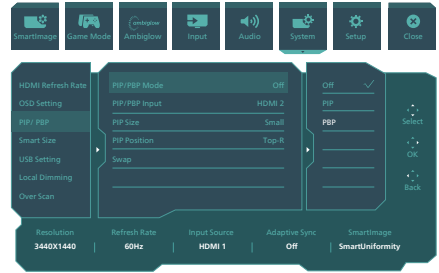 SmartImage
Game Mode
ambiglow
Ambiglow
Input
Audio
System
Setup
Close
HDMI Refresh Rate
OSD Setting
PIP/ PBP
Smart Size
USB Setting
Local Dimming
Over Scan
PIP/PBP Mode Off
PIP/PBP Input HDMI 2
PIP Size Small
PIP Position Top-R
Swap
Off
PIP
PBP
Select
OK
Back
Resolution Refresh Rate Input Source Adaptive Sync SmartImage
3440X1440 60Hz HDMI 1 Off SmartUniformity